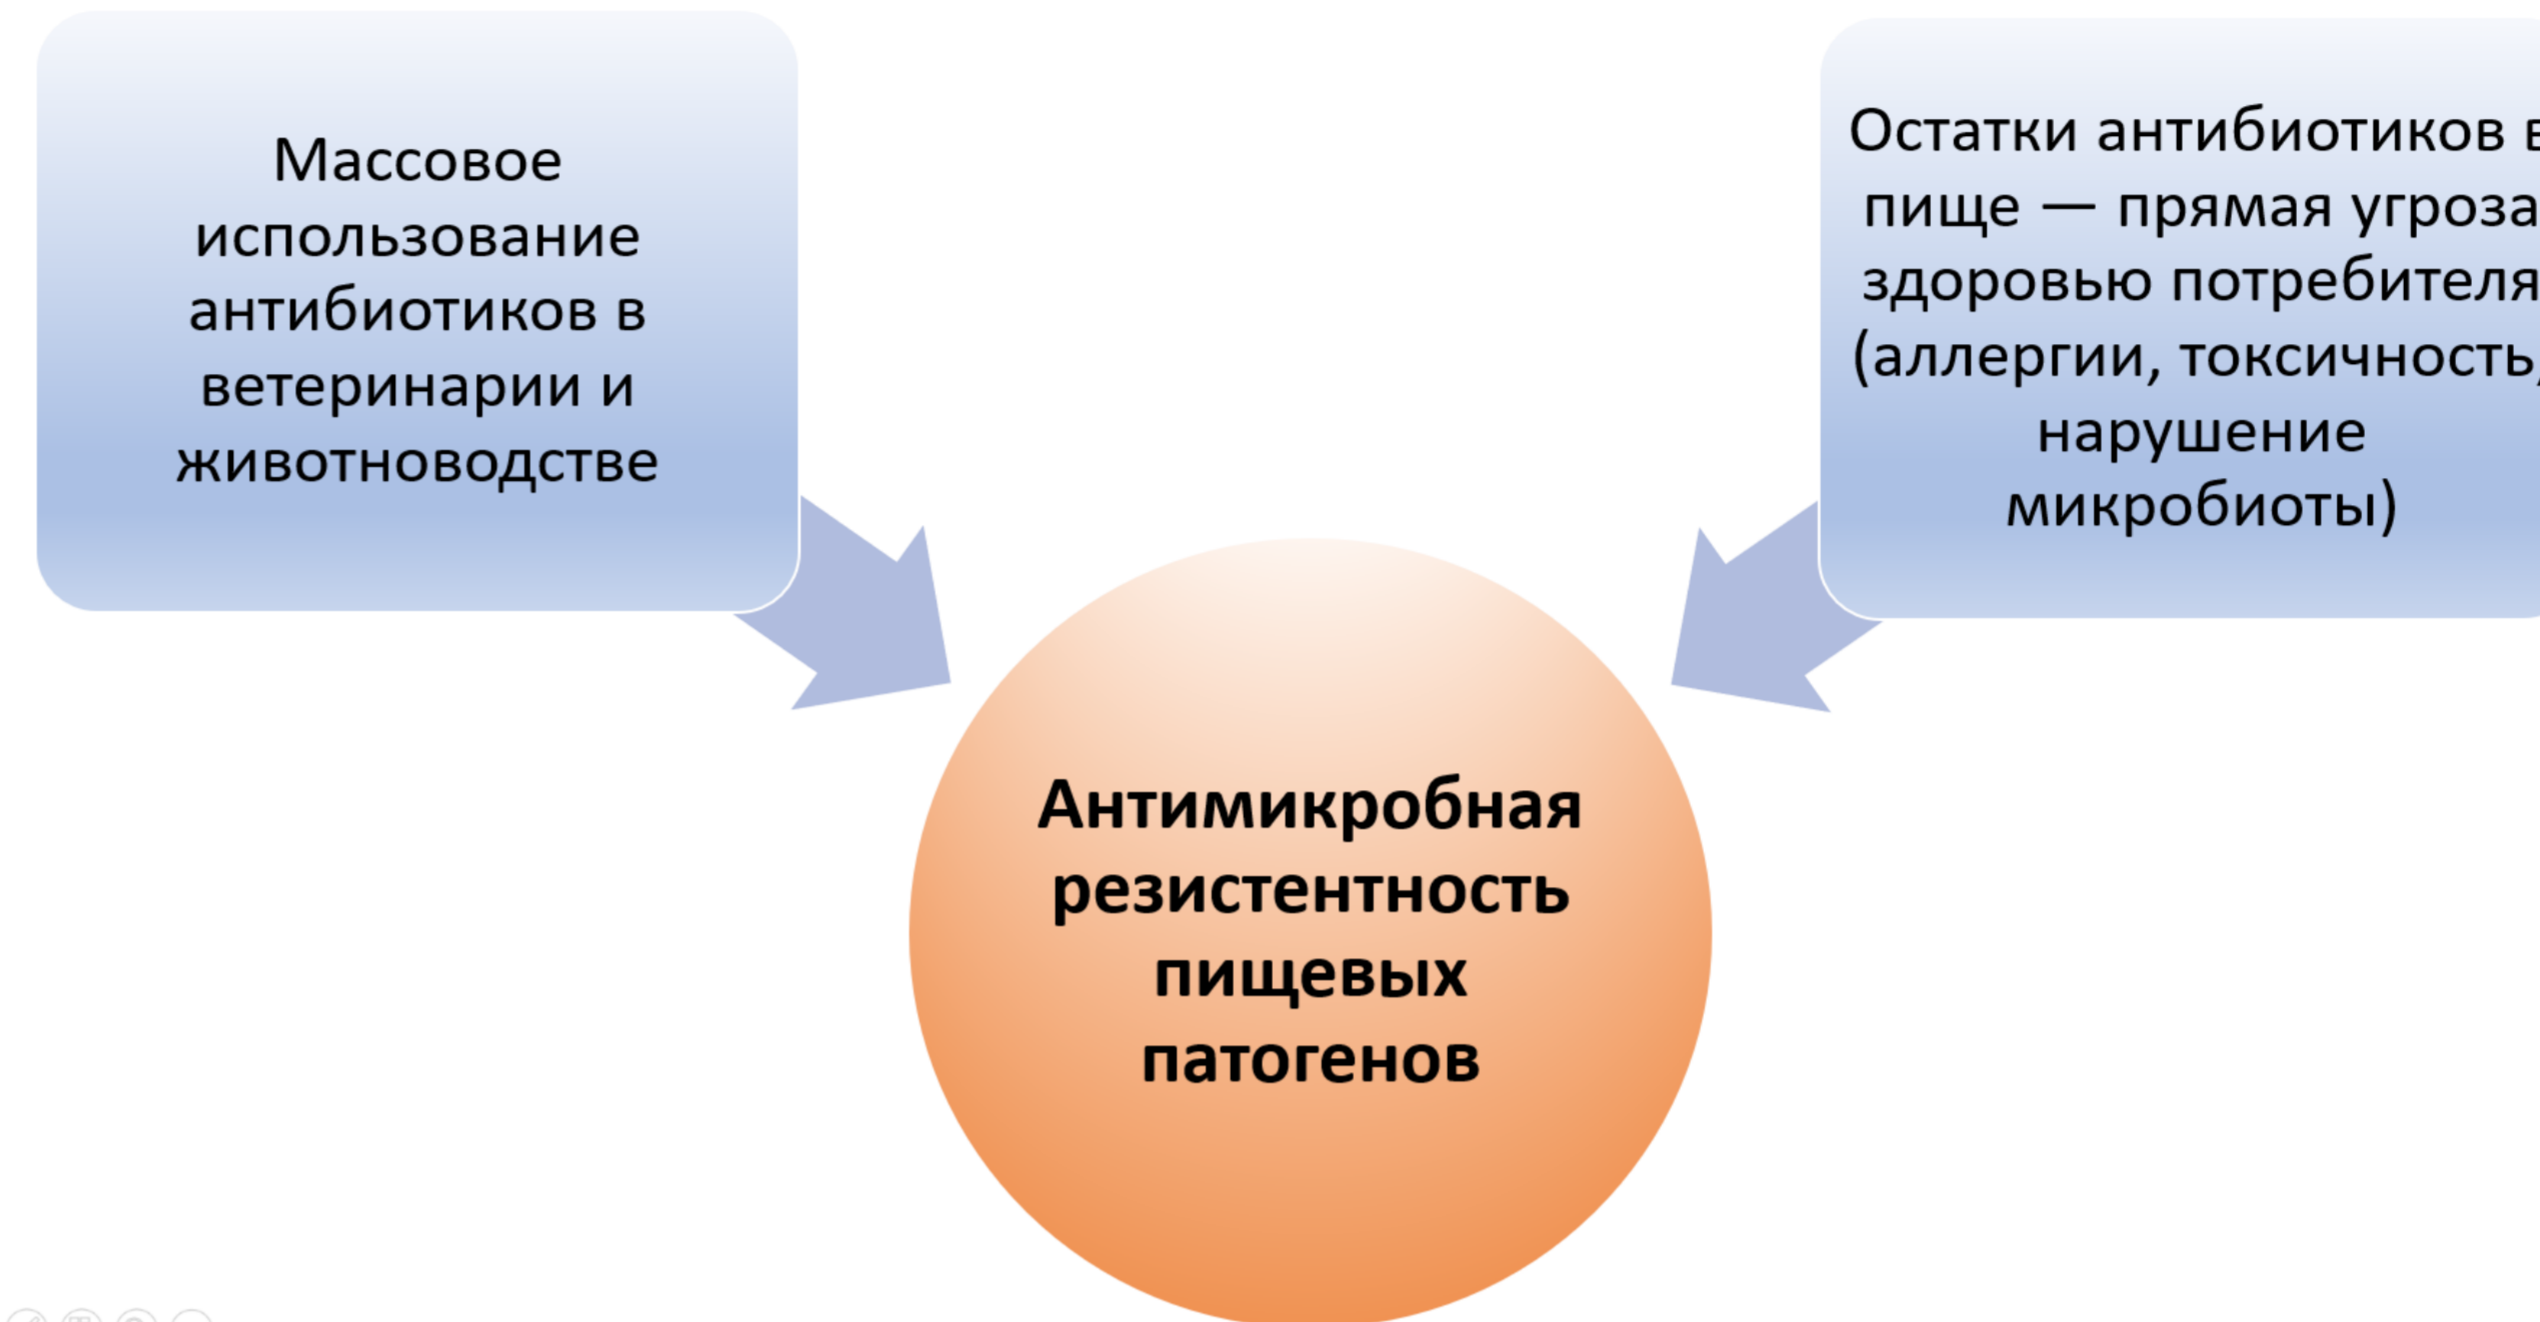 Массовое
использование
антибиотиков в
ветеринарии и
животноводстве
Остатки антибиотиков в
пище — прямая угроза
здоровью потребителя
(аллергии, токсичность,
нарушение
микробиоты)
Антимикробная
резистентность
пищевых
патогенов